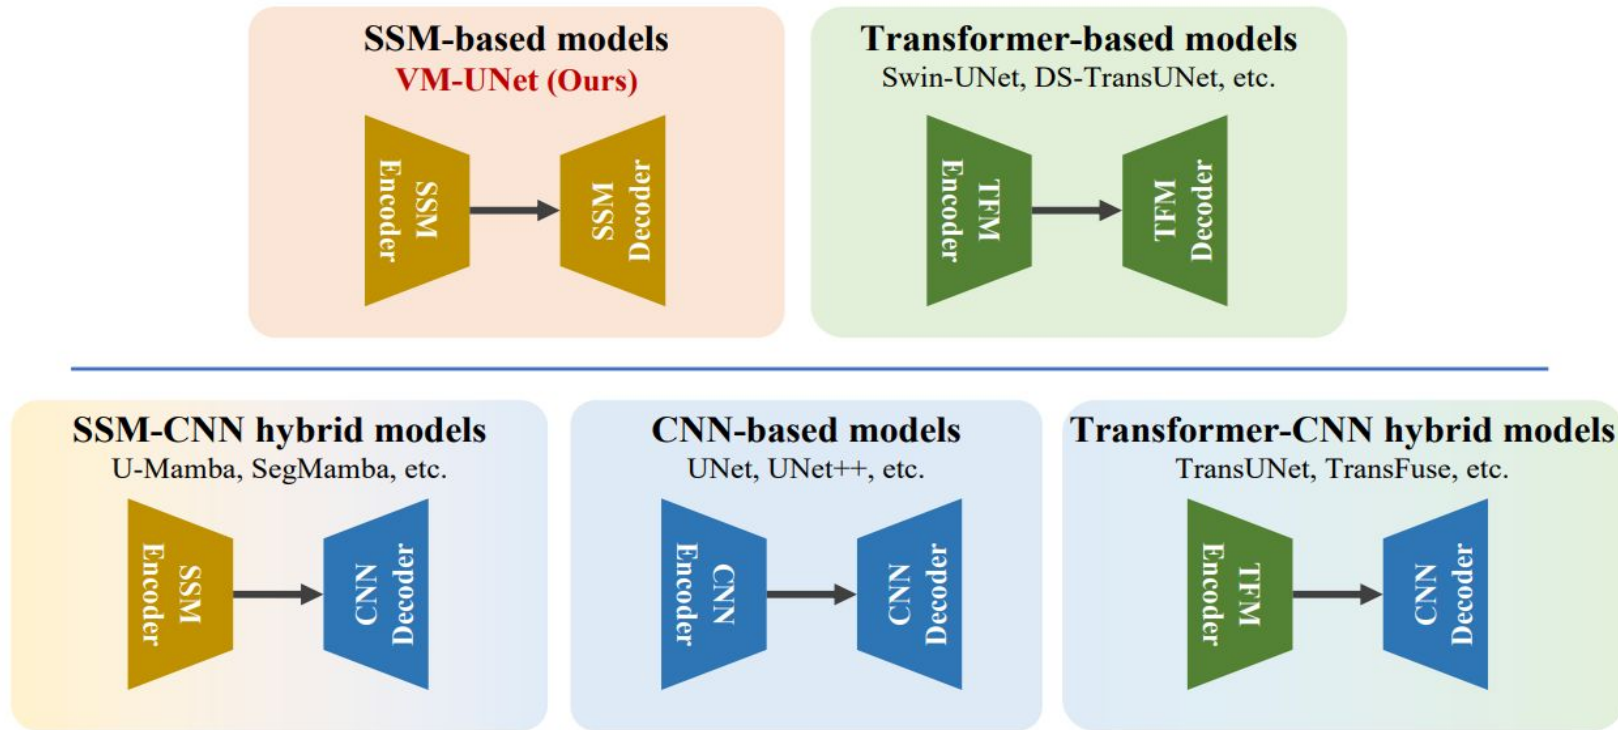 SSM-based models
VM-UNet (Ours)
SSM
Encoder
SSM
Decoder
Transformer-based models
Swin-UNet, DS-TransUNet, etc.
TFM
Encoder
TFM
Decoder
SSM-CNN hybrid models
U-Mamba, SegMamba, etc.
SSM
Encoder
CNN
Decoder
CNN-based models
UNet, UNet++, etc.
CNN
Encoder
CNN
Decoder
Transformer-CNN hybrid models
TransUNet, TransFuse, etc.
TFM
Encoder
CNN
Decoder